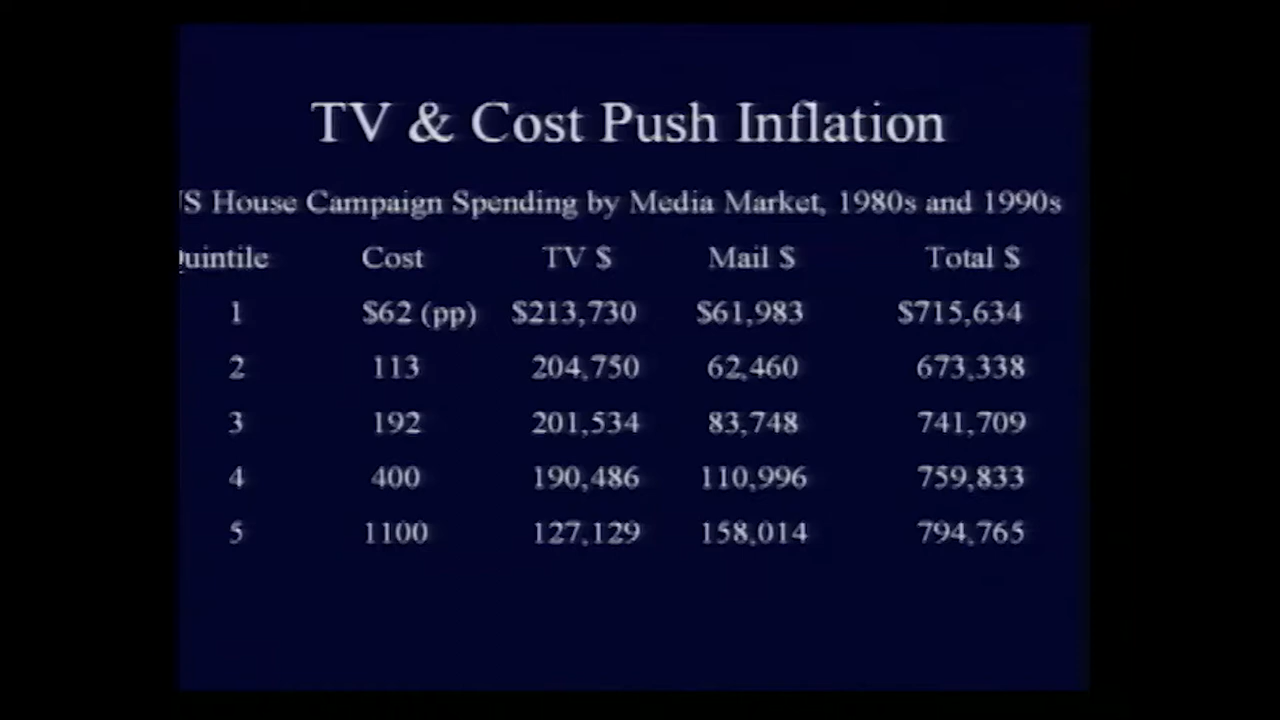 TV & Cost Push Inflation
S House Campaign Spending by Media Market, 1980s and 1990s
uintile Cost TV $ Mail $ Total $
1 $62 (pp) $213,730 $61,983 $715,634
2 113 204,750 62,460 673,338
3 192 201,534 83,748 741,709
4 400 190,486 110,996 759,833
5 1100 127,129 158,014 794,765